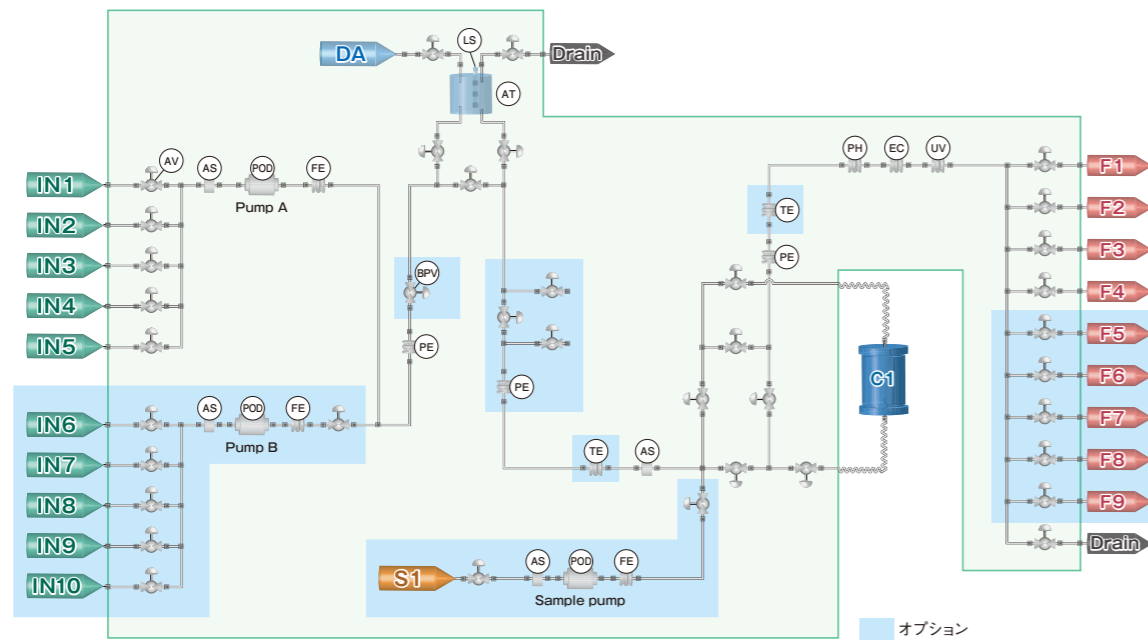 DA
LS
Drain
AT
AV
AS
POD
FE
IN1
Pump A
IN2
IN3
IN4
IN5
PH
EC
UV
F1
TE
F2
PE
F3
BPV
F4
PE
F5
PE
C1
F6
IN6
AS
POD
FE
F7
Pump B
IN7
TE
AS
F8
IN8
F9
IN9
Drain
IN10
S1
AS
POD
FE
Sample pump
オプション